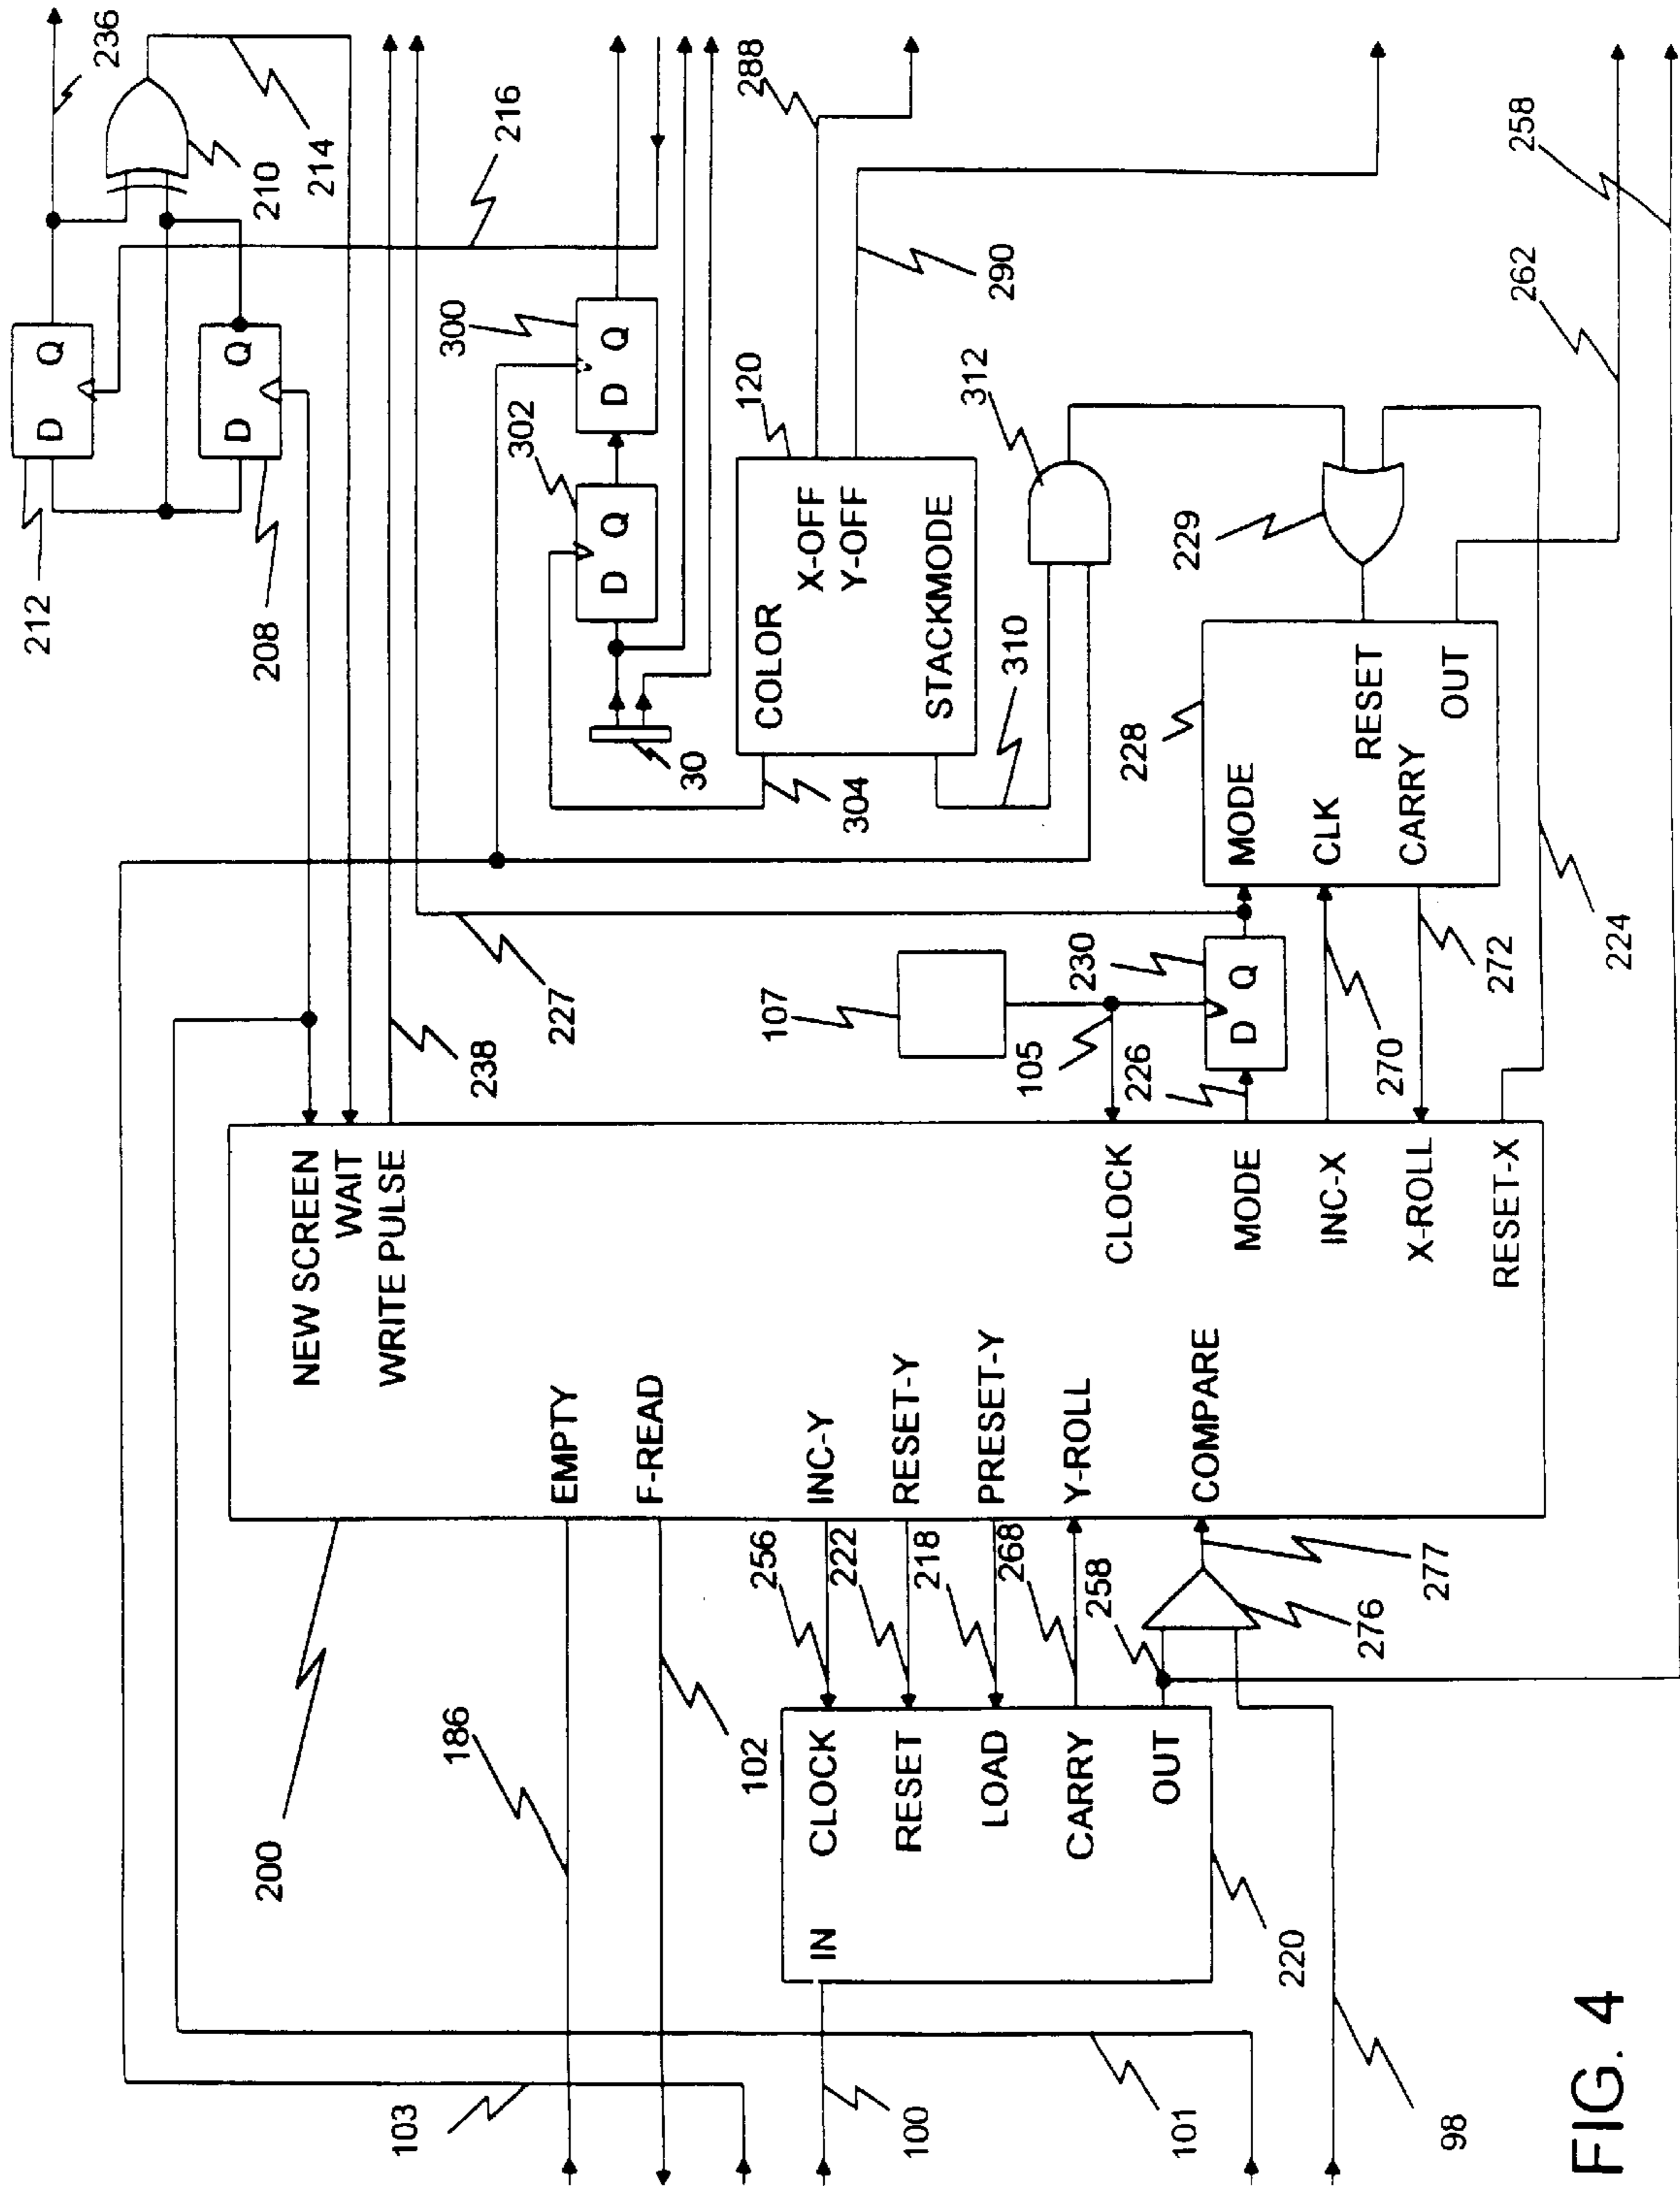 236
210
214
216
212
D Q
208
D Q
300
302
D Q
D Q
30
288
120
COLOR
X-OFF
Y-OFF
STACKMODE
304
310
290
312
229
262
258
228
MODE
CLK
RESET
CARRY
OUT
224
272
270
227
238
107
105
226
230
D Q
200
NEW SCREEN
WAIT
WRITE PULSE
EMPTY
F-READ
CLOCK
MODE
INC-X
X-ROLL
RESET-X
INC-Y
RESET-Y
PRESET-Y
Y-ROLL
COMPARE
186
102
256
222
218
268
258
277
276
IN
CLOCK
RESET
LOAD
CARRY
OUT
220
103
100
101
98
FIG. 4